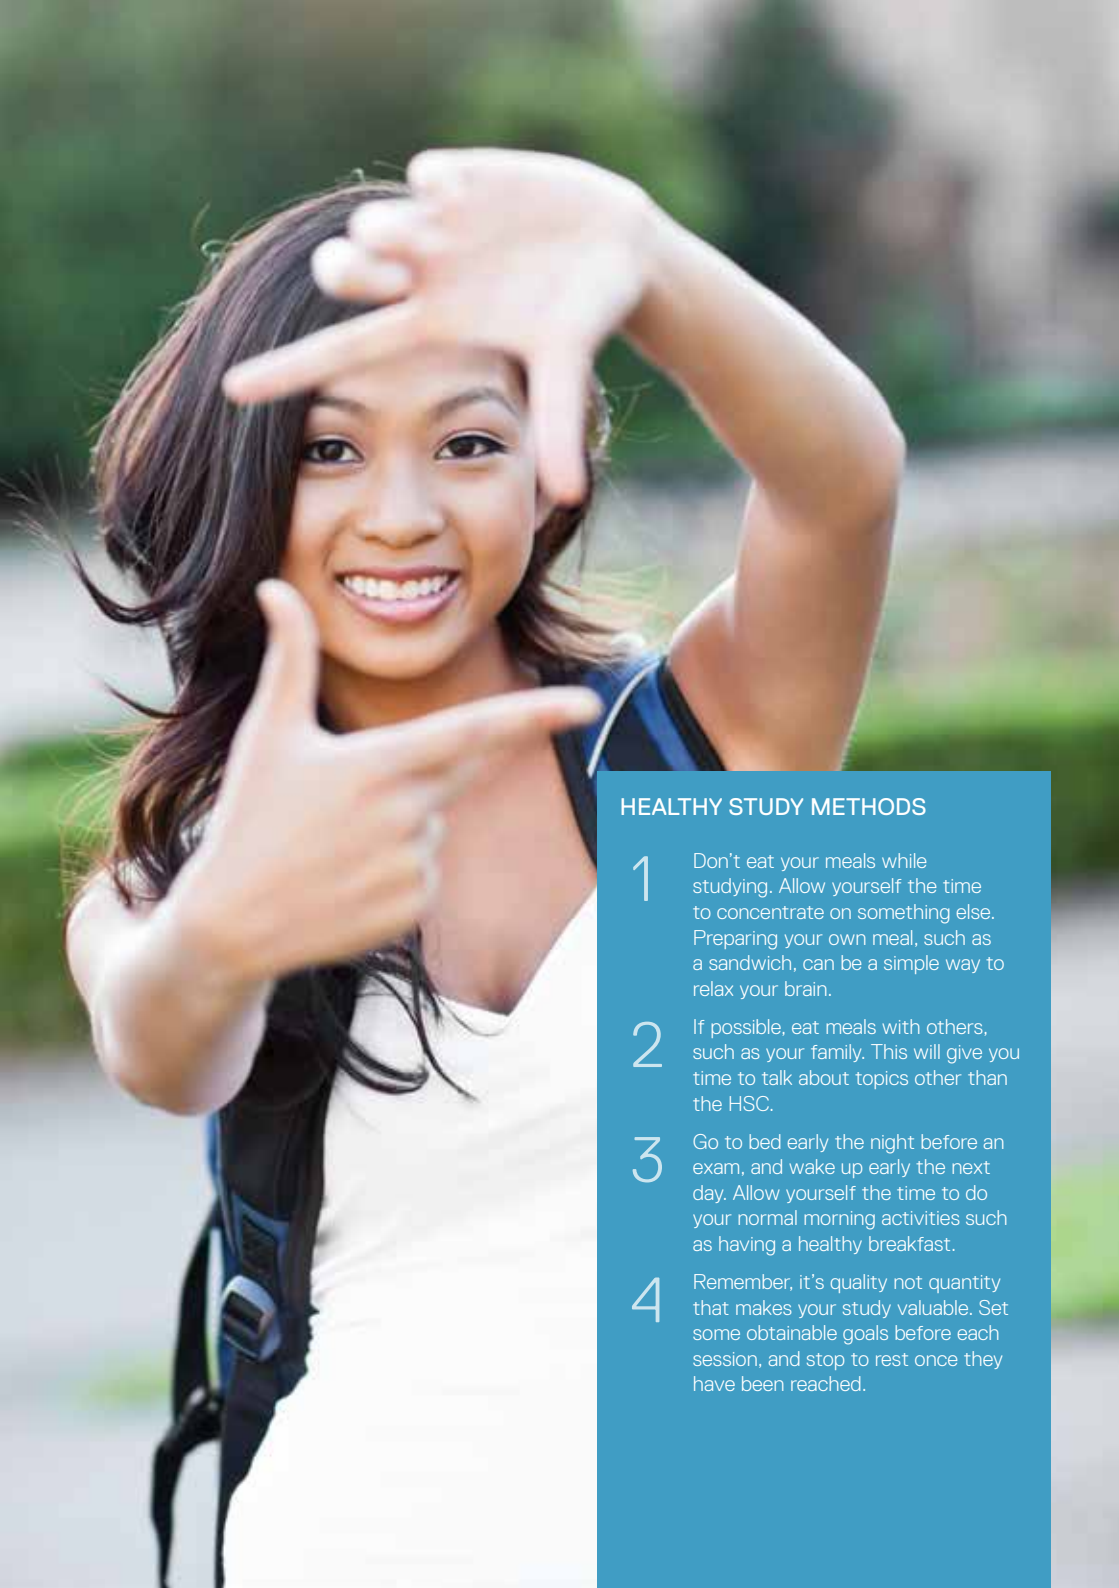 HEALTHY STUDY METHODS
1
Don't eat your meals while
studying. Allow yourself the time
to concentrate on something else.
Preparing your own meal, such as
a sandwich, can be a simple way to
relax your brain.
2
If possible, eat meals with others,
such as your family. This will give you
time to talk about topics other than
the HSC.
3
Go to bed early the night before an
exam, and wake up early the next
day. Allow yourself the time to do
your normal morning activities such
as having a healthy breakfast.
4
Remember, it's quality not quantity
that makes your study valuable. Set
some obtainable goals before each
session, and stop to rest once they
have been reached.